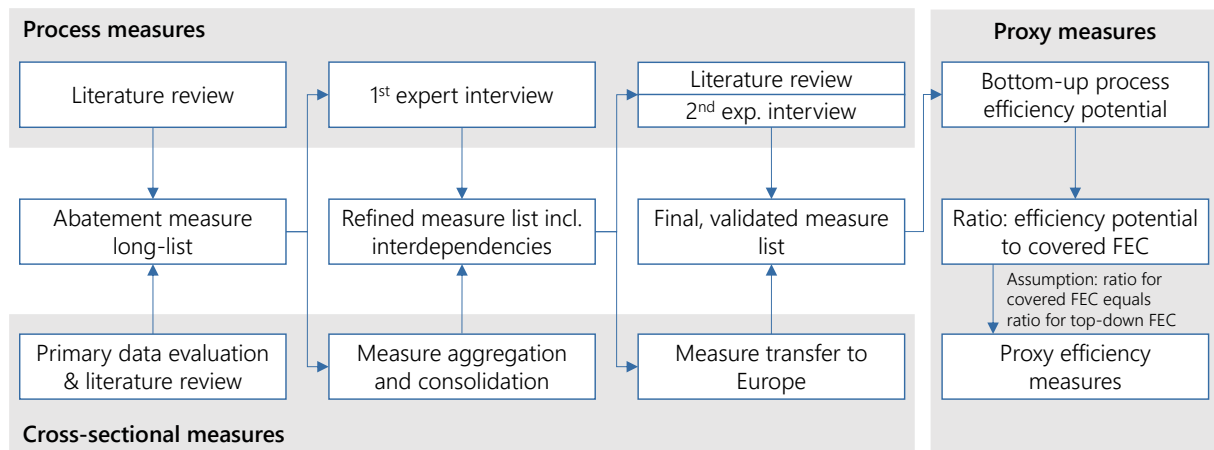 Process measures
Literature review
1st expert interview
Literature review
2nd exp. interview
Abatement measure
long-list
Refined measure list incl.
interdependencies
Final, validated measure
list
Primary data evaluation
& literature review
Measure aggregation
and consolidation
Measure transfer to
Europe
Cross-sectional measures
Proxy measures
Bottom-up process
efficiency potential
Ratio: efficiency potential
to covered FEC
Assumption: ratio for
covered FEC equals
ratio for top-down FEC
Proxy efficiency
measures